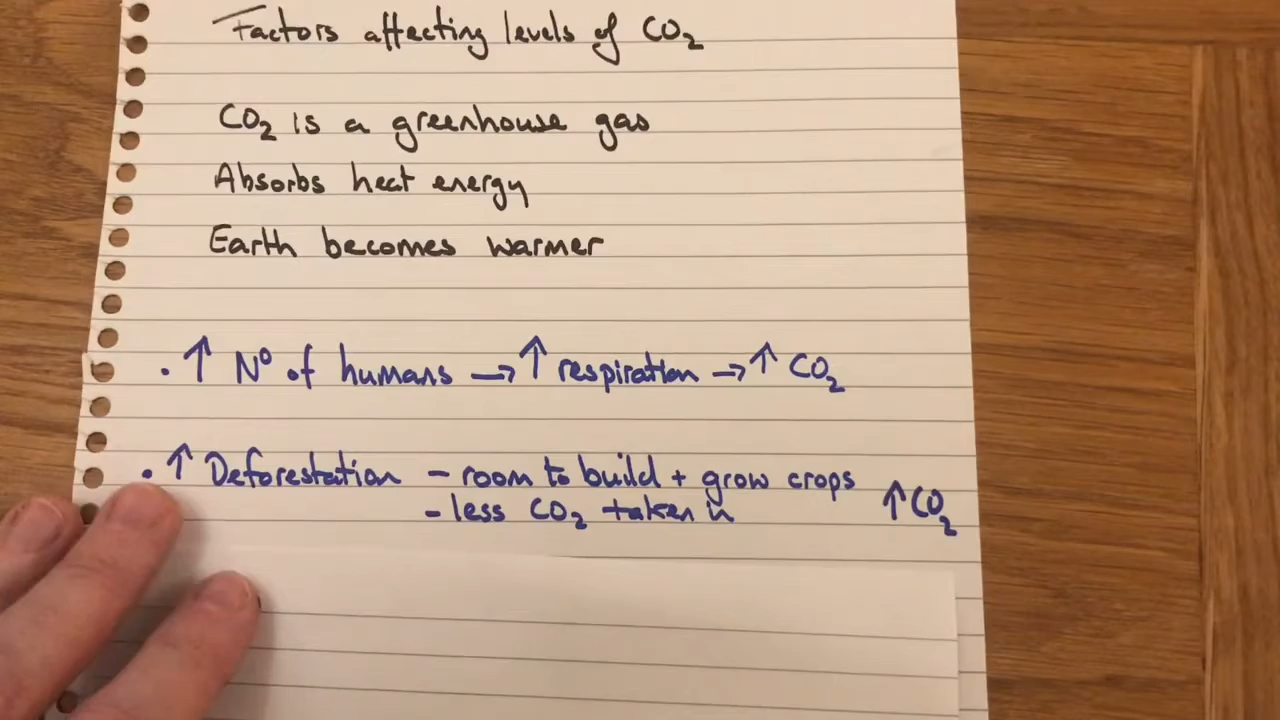 Factors affecting levels of CO₂
CO₂ is a greenhouse gas
Absorbs heat energy
Earth becomes warmer
· ↑ Nº of humans → ↑ respiration → ↑ CO₂
· ↑ Deforestation - room to build + grow crops
- less CO₂ taken in ↑ CO₂